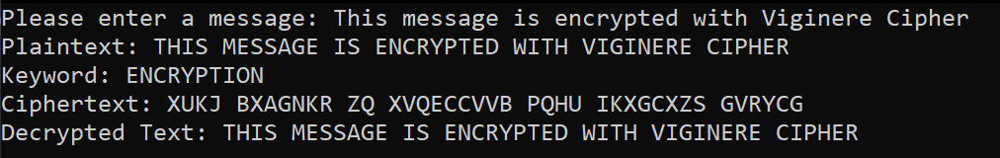 Please enter a message: This message is encrypted with Viginere Cipher
Plaintext: THIS MESSAGE IS ENCRYPTED WITH VIGINERE CIPHER
Keyword: ENCRYPTION
Ciphertext: XUKJ BXAGNKR ZQ XVQECCVVB PQHU IKXGCXZS GVRYCG
Decrypted Text: THIS MESSAGE IS ENCRYPTED WITH VIGINERE CIPHER